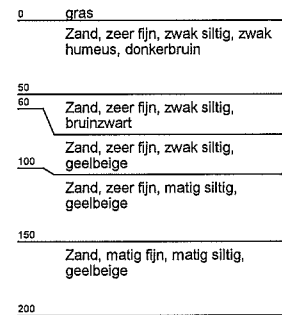 0 gras
Zand, zeer fijn, zwak siltig, zwak
humeus, donkerbruin
50
60 Zand, zeer fijn, zwak siltig,
bruinzwart
Zand, zeer fijn, zwak siltig,
100 geelbeige
Zand, zeer fijn, matig siltig,
geelbeige
150
Zand, matig fijn, matig siltig,
geelbeige
200